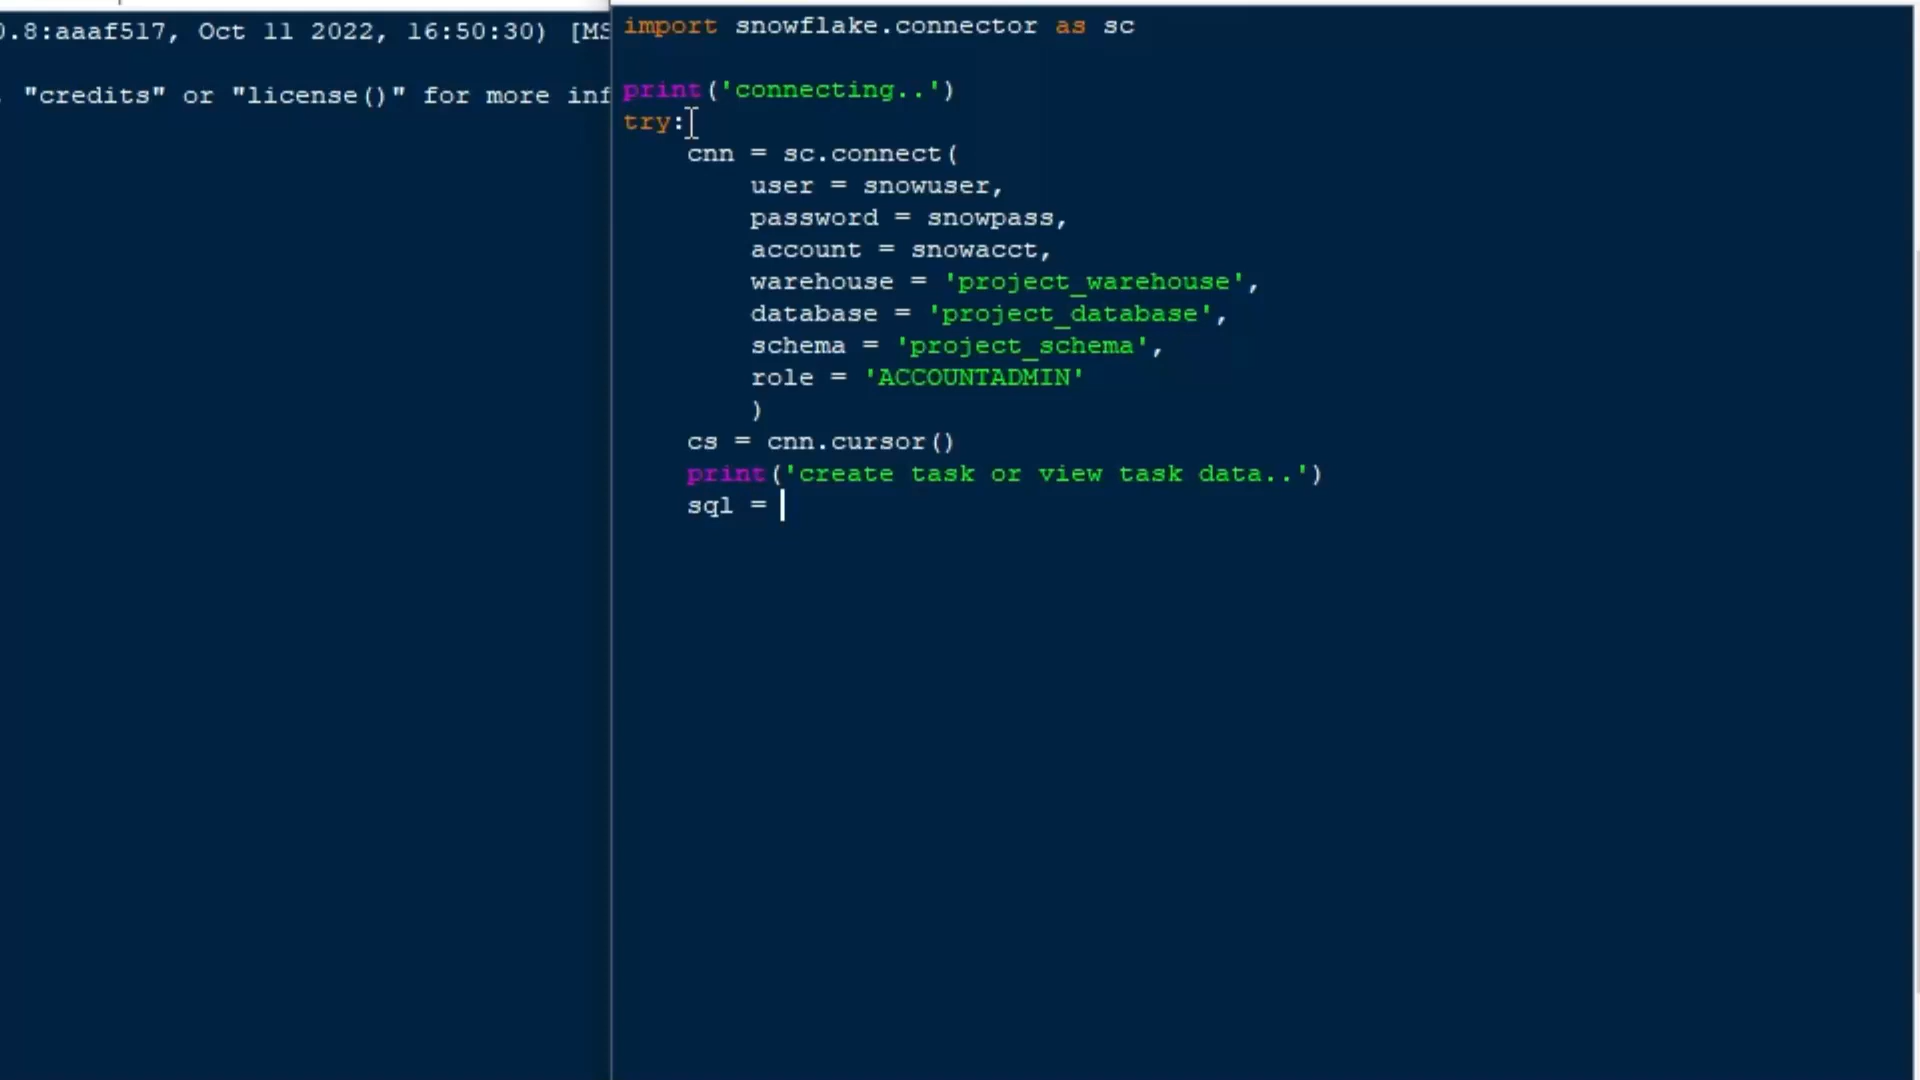 0.8:aaaf517, Oct 11 2022, 16:50:30) [MS
"credits" or "license()" for more inf
import snowflake.connector as sc
print('connecting..')
try:
cnn = sc.connect(
user = snowuser,
password = snowpass,
account = snowacct,
warehouse = 'project_warehouse',
database = 'project_database',
schema = 'project_schema',
role = 'ACCOUNTADMIN'
)
cs = cnn.cursor()
print('create task or view task data..')
sql =